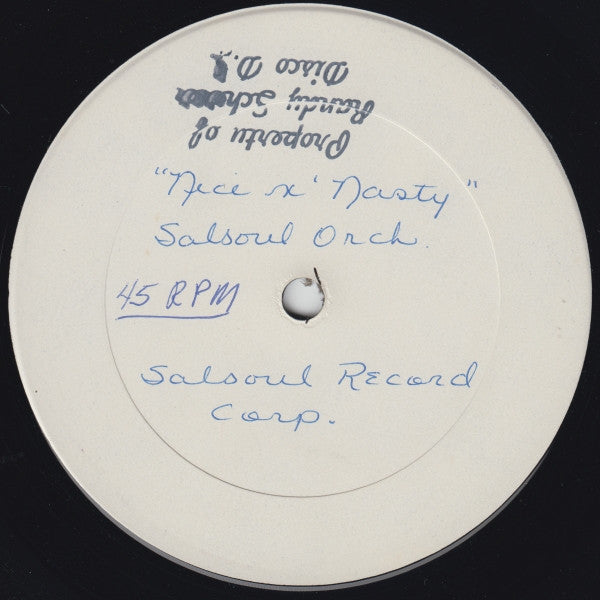 Property of
Randy
Disco D.J.
"Nice n' Nasty"
Salsoul Orch.
45 RPM
Salsoul Record
Corp.